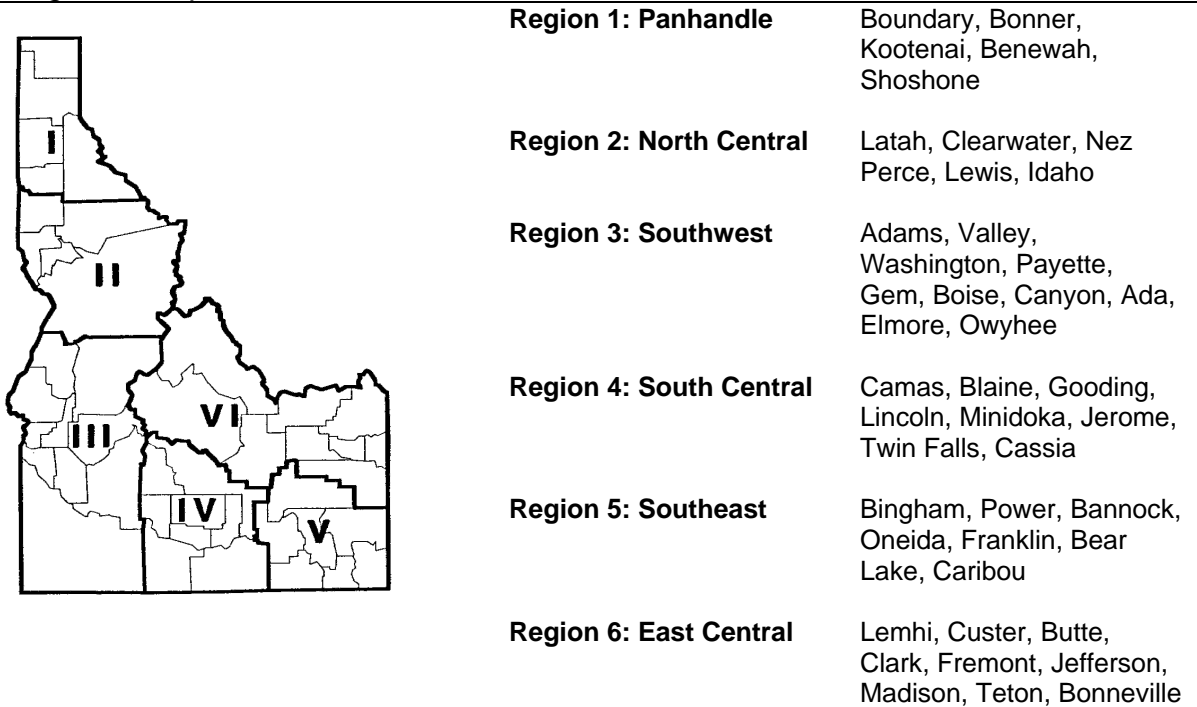 Region 1: Panhandle
Boundary, Bonner,
Kootenai, Benewah,
Shoshone
Region 2: North Central
Latah, Clearwater, Nez
Perce, Lewis, Idaho
Region 3: Southwest
Adams, Valley,
Washington, Payette,
Gem, Boise, Canyon, Ada,
Elmore, Owyhee
Region 4: South Central
Camas, Blaine, Gooding,
Lincoln, Minidoka, Jerome,
Twin Falls, Cassia
Region 5: Southeast
Bingham, Power, Bannock,
Oneida, Franklin, Bear
Lake, Caribou
Region 6: East Central
Lemhi, Custer, Butte,
Clark, Fremont, Jefferson,
Madison, Teton, Bonneville
I
II
III
VI
IV
V